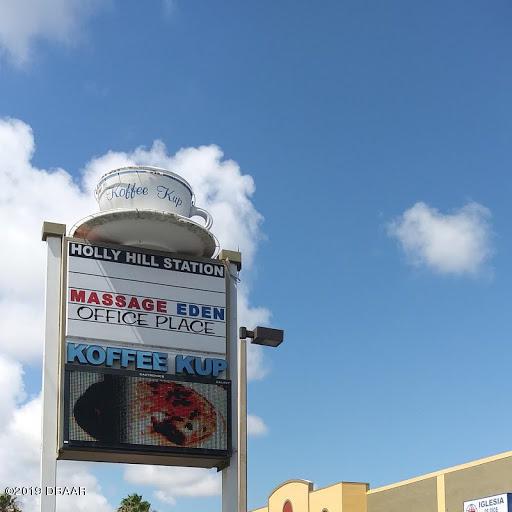 Koffee Kup
HOLLY HILL STATION
MASSAGE EDEN
OFFICE PLACE
KOFFEE KUP
IGLESIA
©2019 DBAAR